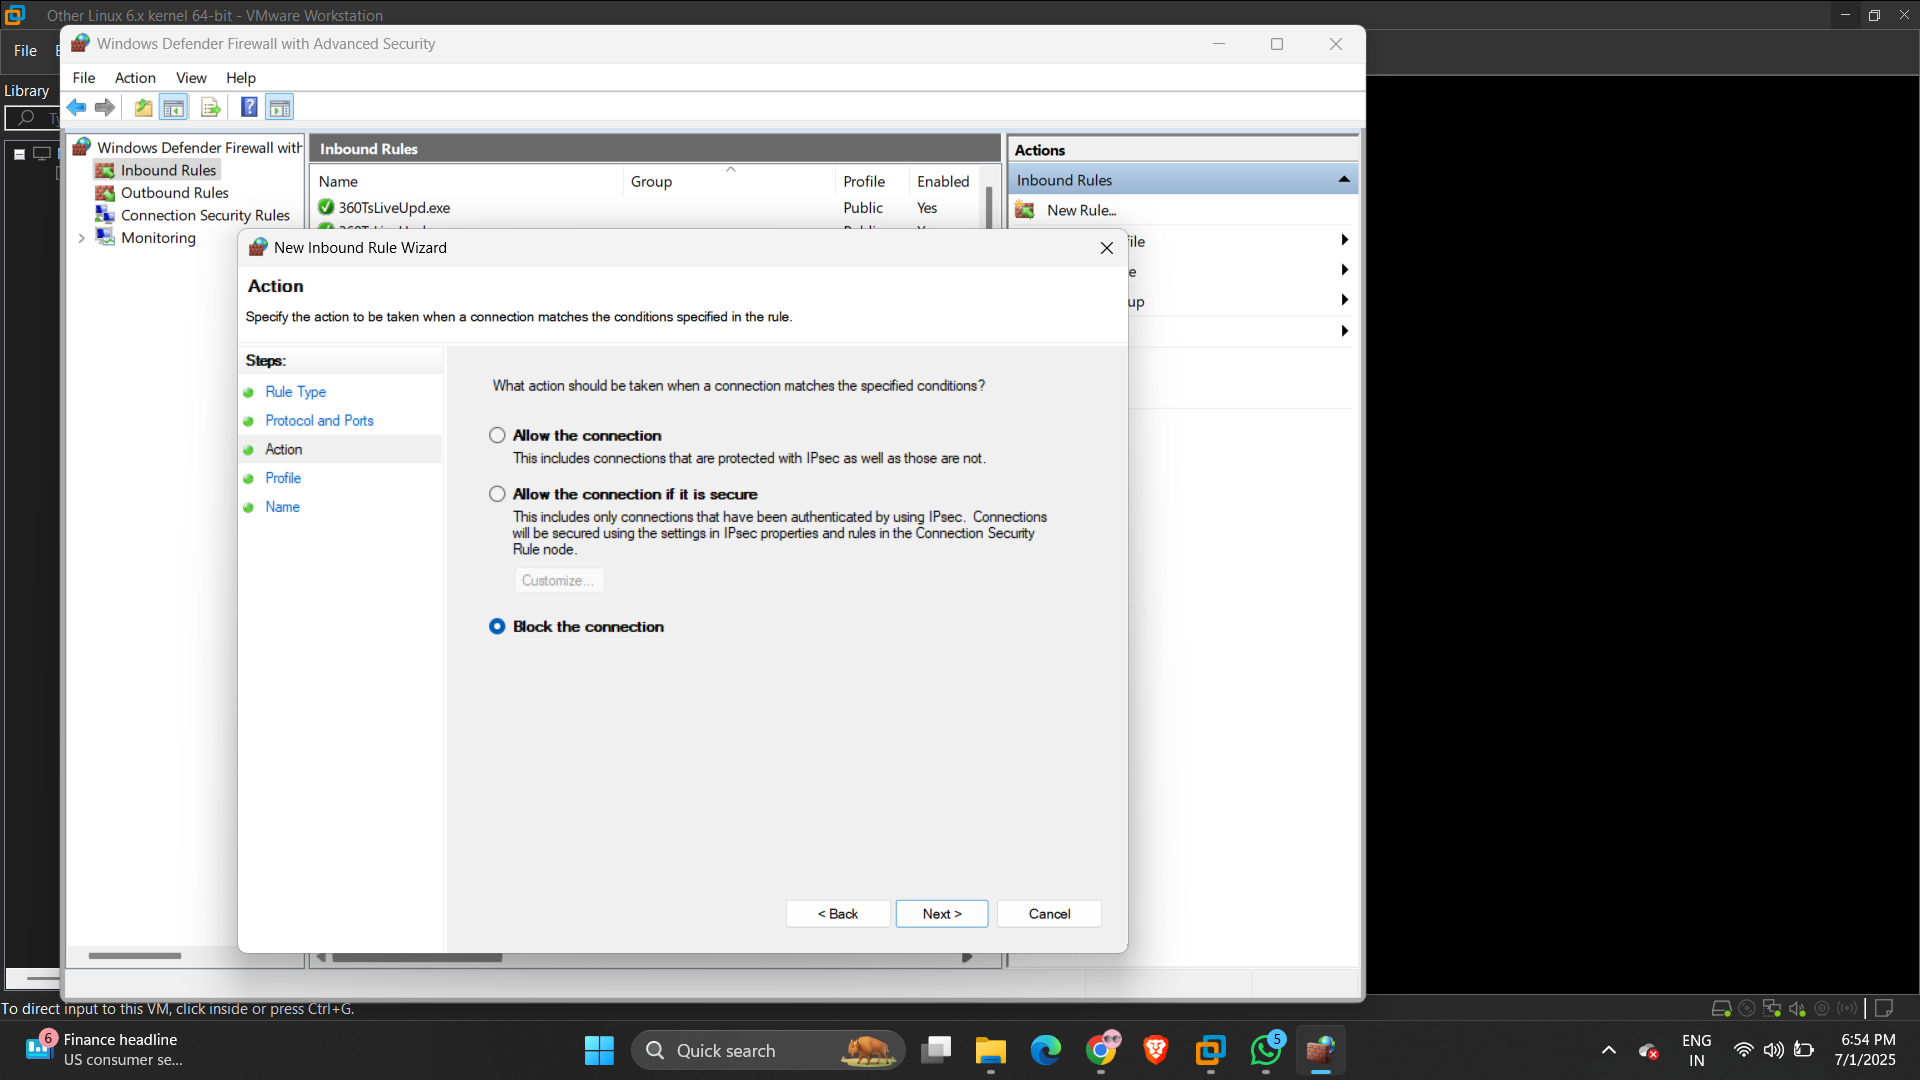 Other Linux 6.x kernel 64-bit - VMware Workstation
File
Library
Windows Defender Firewall with Advanced Security
File Action View Help
Windows Defender Firewall with
Inbound Rules
Outbound Rules
Connection Security Rules
Monitoring
Inbound Rules
Name Group Profile Enabled
360TsLiveUpd.exe Public Yes
Actions
Inbound Rules
New Rule...
up
New Inbound Rule Wizard
Action
Specify the action to be taken when a connection matches the conditions specified in the rule.
Steps:
Rule Type
Protocol and Ports
Action
Profile
Name
What action should be taken when a connection matches the specified conditions?
Allow the connection
This includes connections that are protected with IPsec as well as those are not.
Allow the connection if it is secure
This includes only connections that have been authenticated by using IPsec. Connections
will be secured using the settings in IPsec properties and rules in the Connection Security
Rule node.
Customize...
Block the connection
< Back
Next >
Cancel
To direct input to this VM, click inside or press Ctrl+G.
6
Finance headline
US consumer se...
Quick search
5
ENG
IN
6:54 PM
7/1/2025